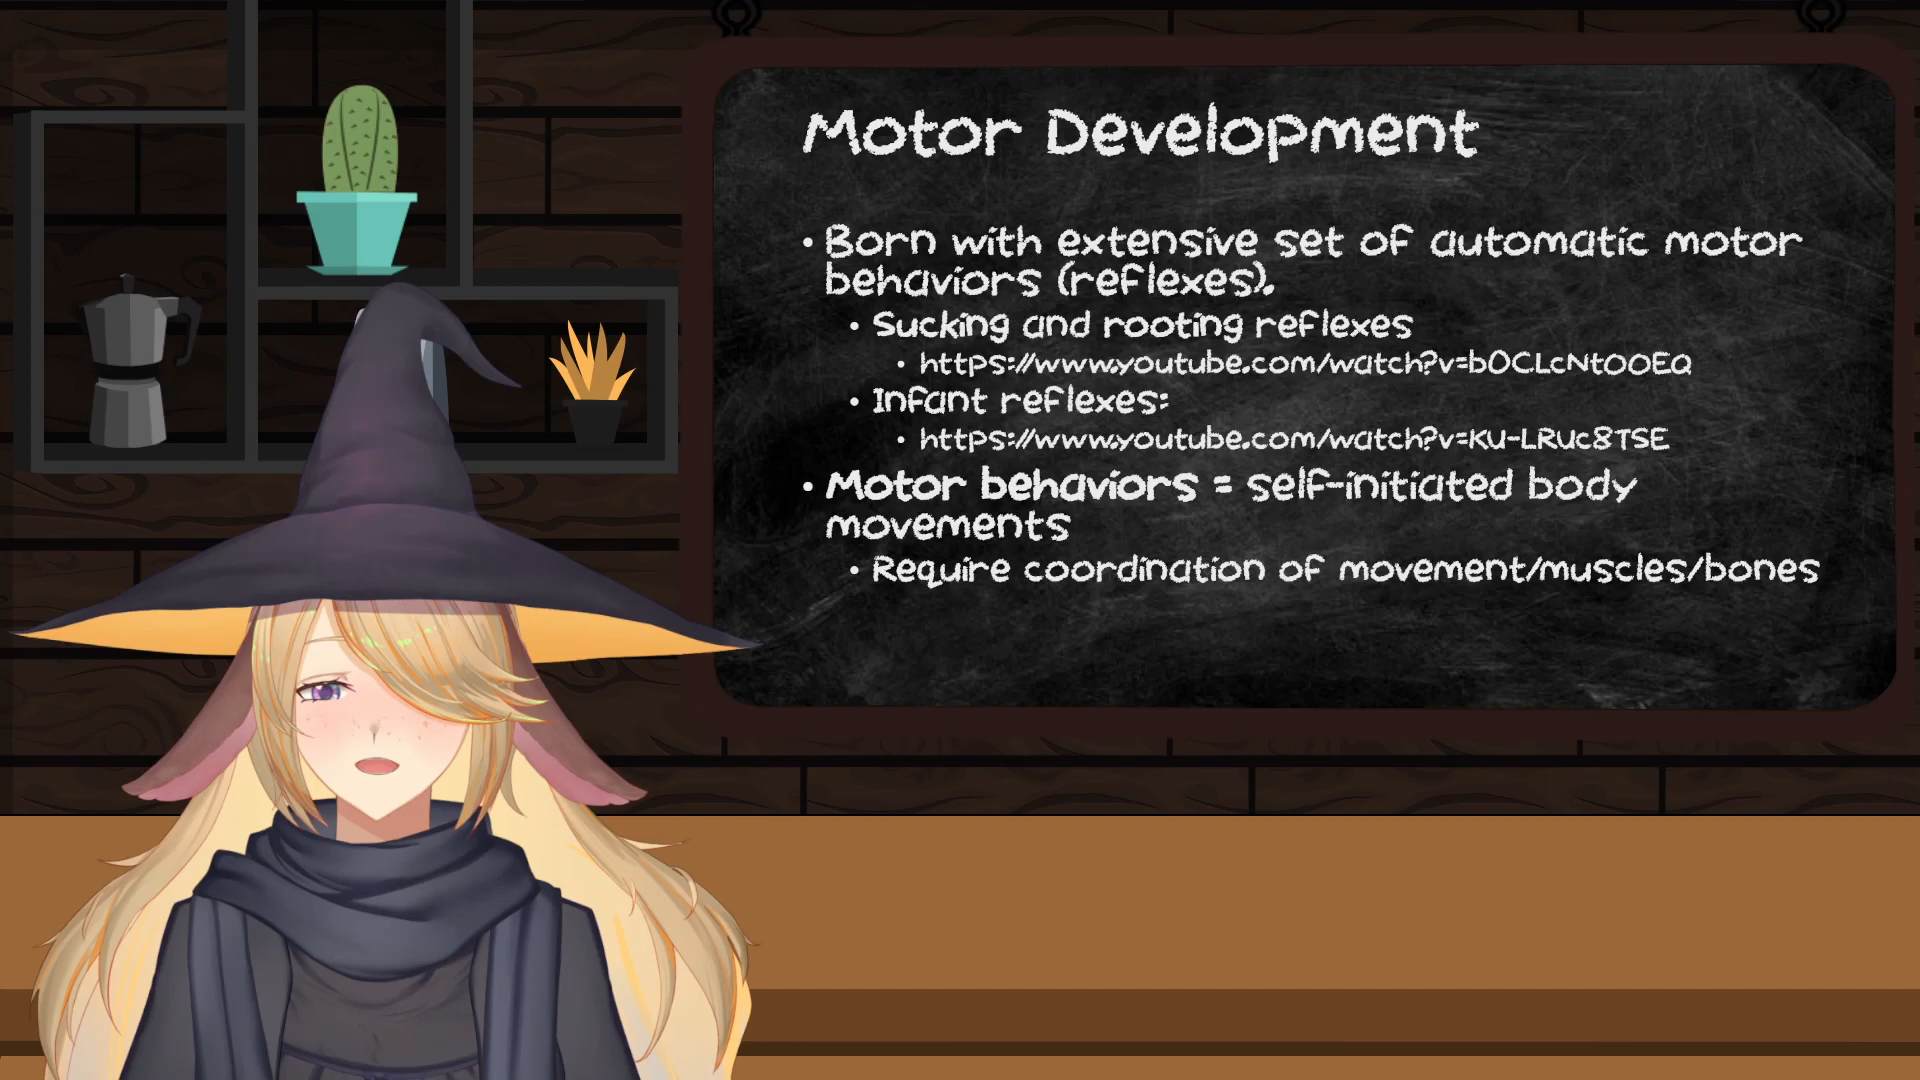 Motor Development
• Born with extensive set of automatic motor
behaviors (reflexes).
• Sucking and rooting reflexes
• https://www.youtube.com/watch?v=bOCLcNtOOEQ
• Infant reflexes:
• https://www.youtube.com/watch?v=KU-LRUc8TSE
• Motor behaviors = self-initiated body
movements
• Require coordination of movement/muscles/bones